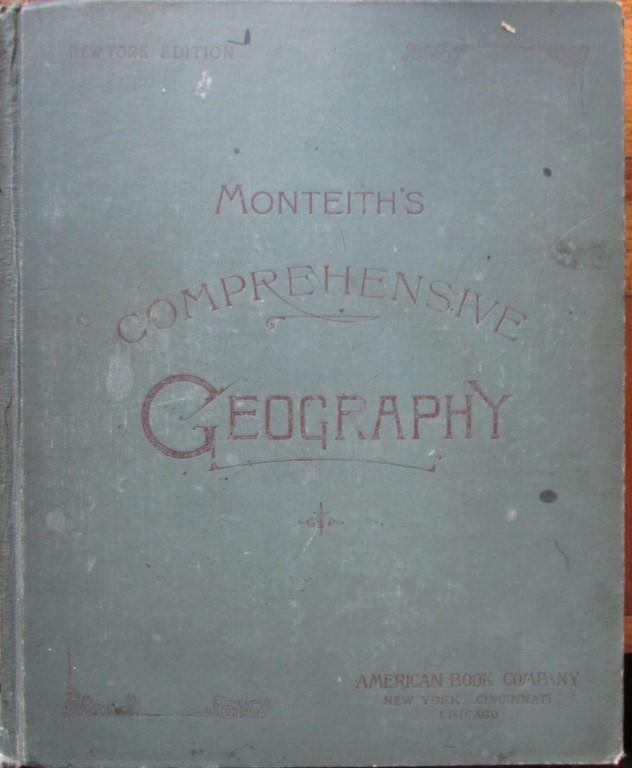 NEW YORK EDITION
MONTEITH'S
COMPREHENSIVE
GEOGRAPHY
AMERICAN BOOK COMPANY
NEW YORK CINCINNATI
CHICAGO